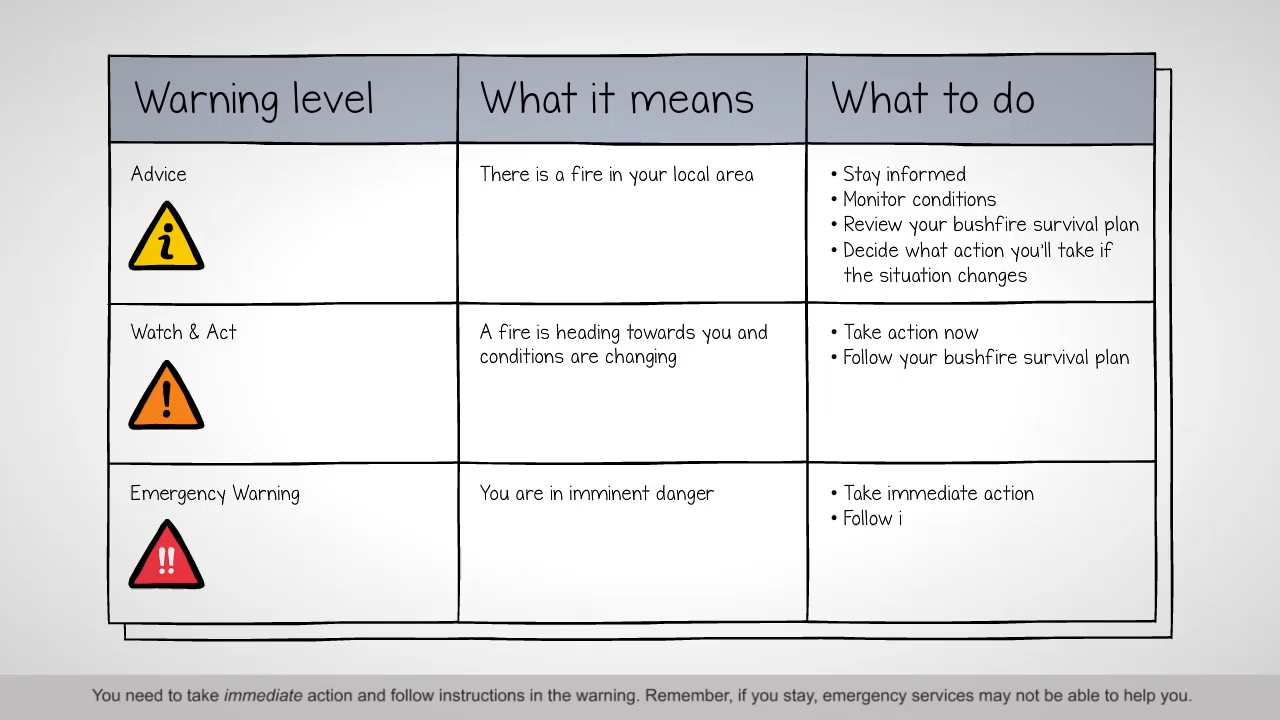 Warning level
What it means
What to do
Advice
There is a fire in your local area
• Stay informed
• Monitor conditions
• Review your bushfire survival plan
• Decide what action you'll take if
the situation changes
i
Watch & Act
A fire is heading towards you and
conditions are changing
• Take action now
• Follow your bushfire survival plan
!
Emergency Warning
You are in imminent danger
• Take immediate action
• Follow i
!!
You need to take immediate action and follow instructions in the warning. Remember, if you stay, emergency services may not be able to help you.